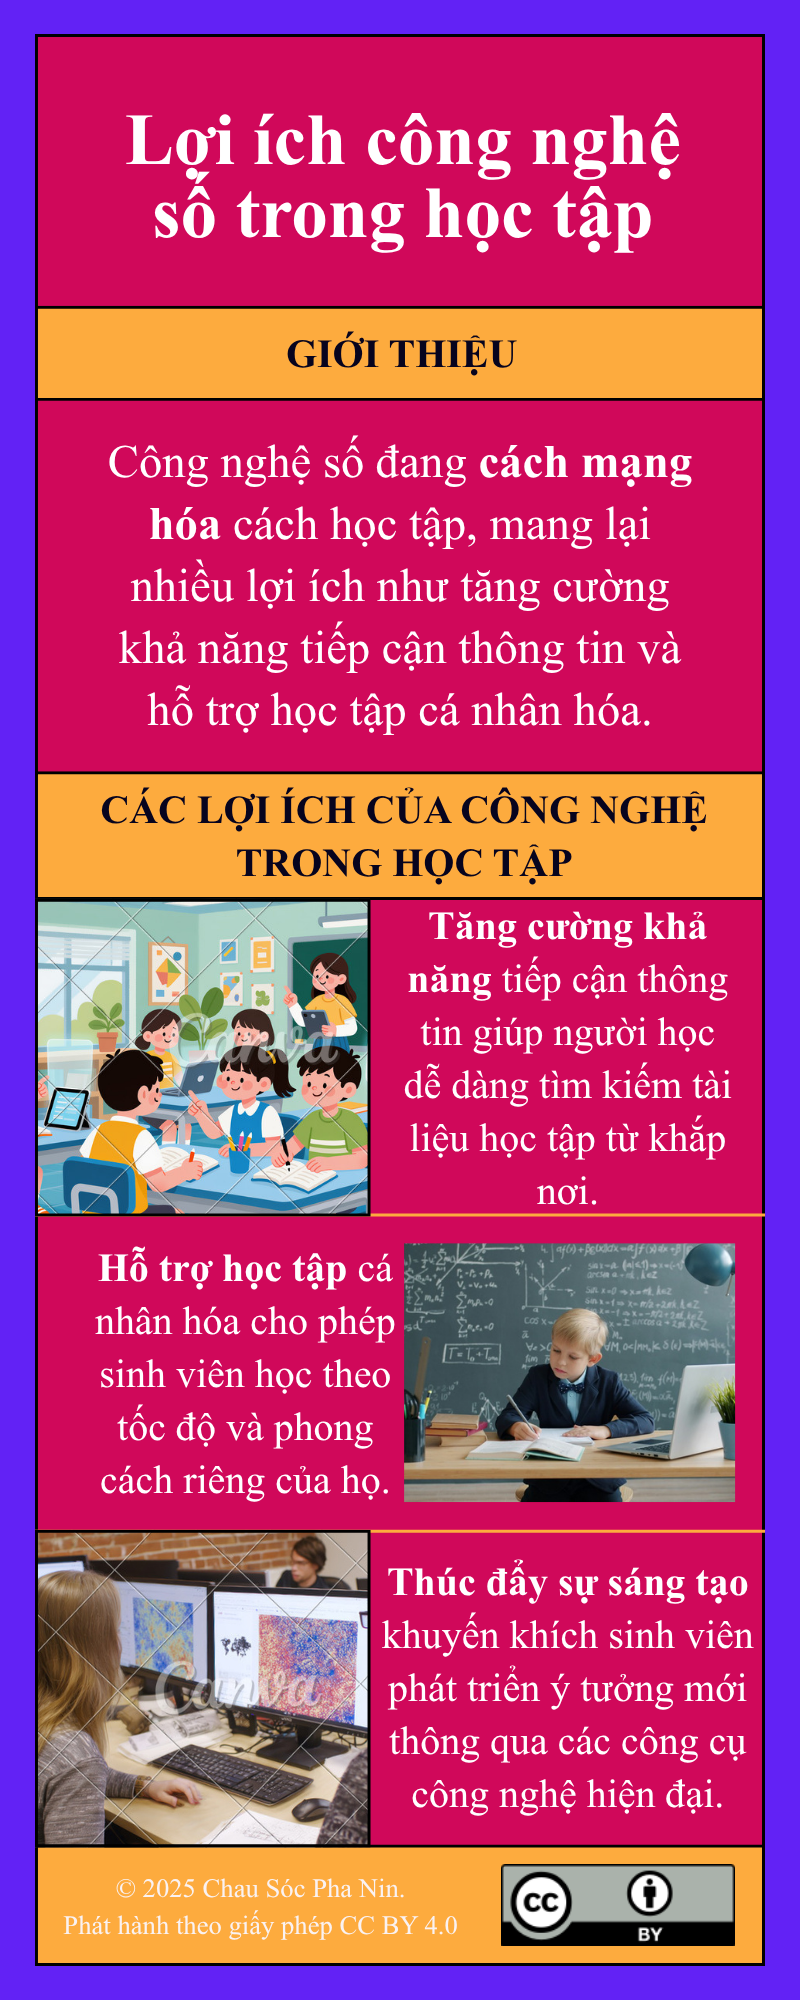 Lợi ích công nghệ
số trong học tập
GIỚI THIỆU
Công nghệ số đang cách mạng
hóa cách học tập, mang lại
nhiều lợi ích như tăng cường
khả năng tiếp cận thông tin và
hỗ trợ học tập cá nhân hóa.
CÁC LỢI ÍCH CỦA CÔNG NGHỆ
TRONG HỌC TẬP
Canva
Tăng cường khả
năng tiếp cận thông
tin giúp người học
dễ dàng tìm kiếm tài
liệu học tập từ khắp
nơi.
Hỗ trợ học tập cá
nhân hóa cho phép
sinh viên học theo
tốc độ và phong
cách riêng của họ.
Canva
Thúc đẩy sự sáng tạo
khuyến khích sinh viên
phát triển ý tưởng mới
thông qua các công cụ
công nghệ hiện đại.
© 2025 Chau Sóc Pha Nin.
Phát hành theo giấy phép CC BY 4.0
cc
BY